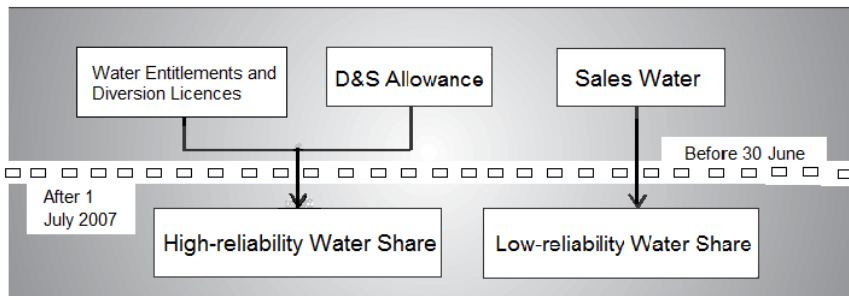 Water Entitlements and
Diversion Licences
D&S Allowance
Sales Water
Before 30 June
After 1
July 2007
High-reliability Water Share
Low-reliability Water Share